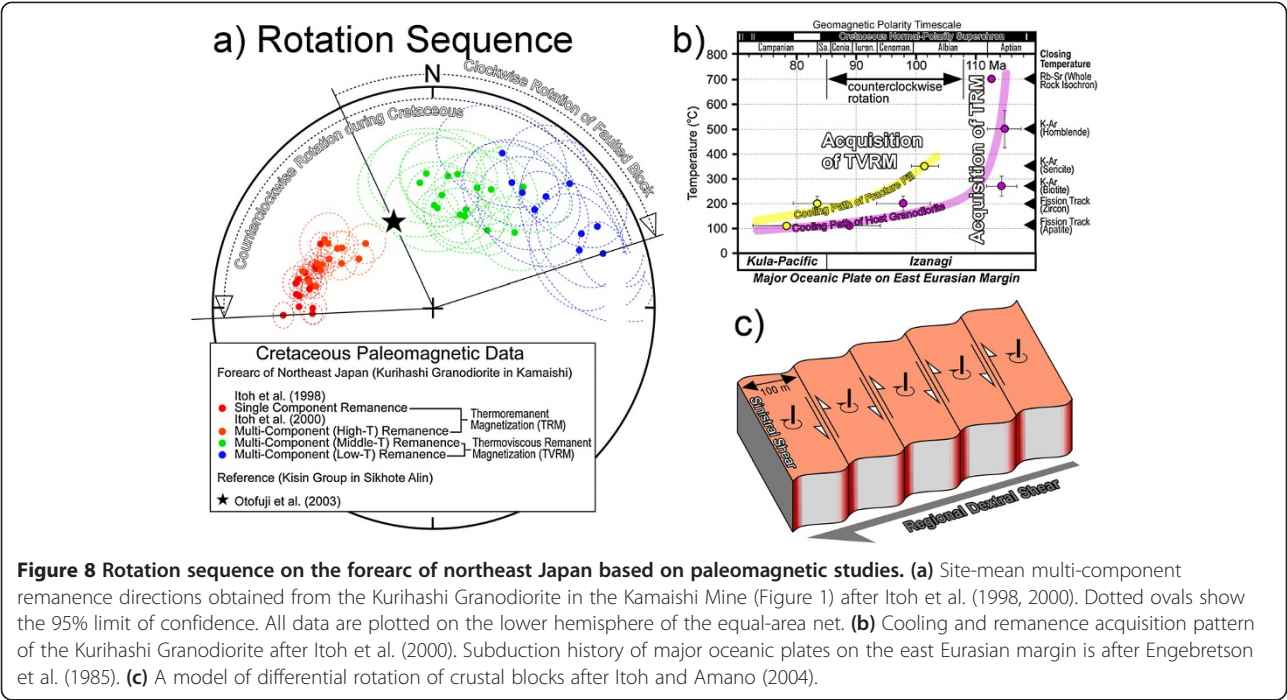 a) Rotation Sequence
N
Clockwise Rotation of Faulted Block
Counterclockwise Rotation during Cretaceous
Cretaceous Paleomagnetic Data
Forearc of Northeast Japan (Kurihashi Granodiorite in Kamaishi)
Itoh et al. (1998)
Single Component Remanence
Itoh et al. (2000)
Multi-Component (High-T) Remanence
Thermoremanent
Magnetization (TRM)
Multi-Component (Middle-T) Remanence
Multi-Component (Low-T) Remanence
Thermoviscous Remanent
Magnetization (TVRM)
Reference (Kisin Group in Sikhote Alin)
Otofuji et al. (2003)
b)
Geomagnetic Polarity Timescale
Cretaceous Normal-Polarity Superchron
Campanian Sa. Conia. Turon. Cenoman. Albian Aptian
80 90 100 110 Ma
Closing
Temperature
800
700
600
500
400
300
200
100
0
Temperature (°C)
counterclockwise
rotation
Acquisition
of TVRM
Acquisition of TRM
Cooling Path of Fracture Fill
Cooling Path of Host Granodiorite
Rb-Sr (Whole
Rock Isochron)
K-Ar
(Hornblende)
K-Ar
(Sericite)
K-Ar
(Biotite)
Fission Track
(Zircon)
Fission Track
(Apatite)
Kula-Pacific Izanagi
Major Oceanic Plate on East Eurasian Margin
c)
100 m
Sinistral Shear
Regional Dextral Shear
Figure 8 Rotation sequence on the forearc of northeast Japan based on paleomagnetic studies. (a) Site-mean multi-component
remanence directions obtained from the Kurihashi Granodiorite in the Kamaishi Mine (Figure 1) after Itoh et al. (1998, 2000). Dotted ovals show
the 95% limit of confidence. All data are plotted on the lower hemisphere of the equal-area net. (b) Cooling and remanence acquisition pattern
of the Kurihashi Granodiorite after Itoh et al. (2000). Subduction history of major oceanic plates on the east Eurasian margin is after Engebretson
et al. (1985). (c) A model of differential rotation of crustal blocks after Itoh and Amano (2004).